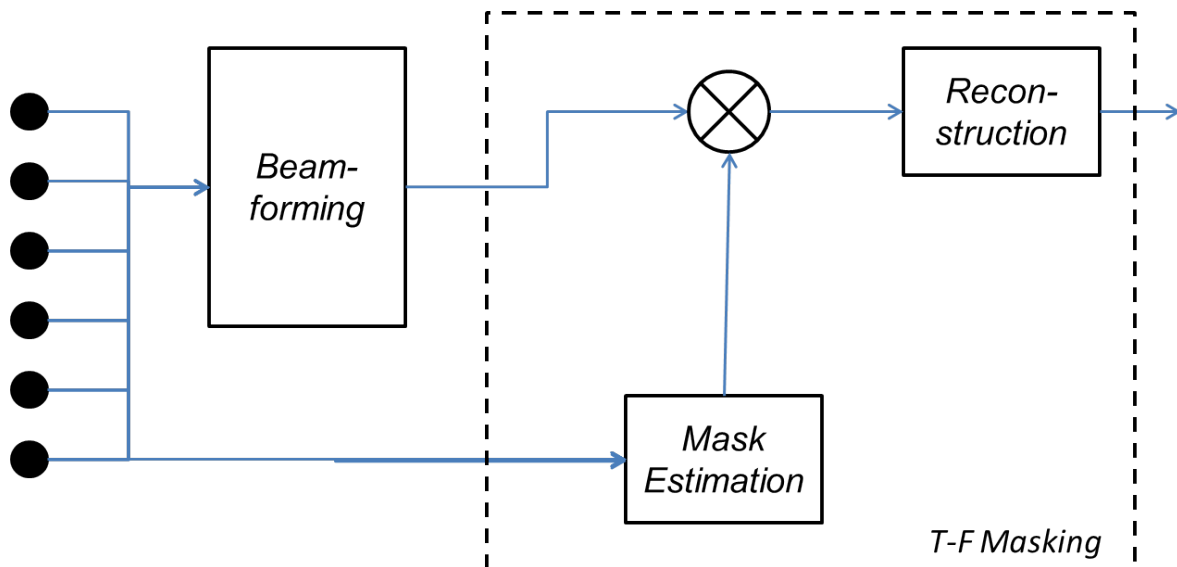 Beam-
forming
Recon-
struction
Mask
Estimation
T-F Masking